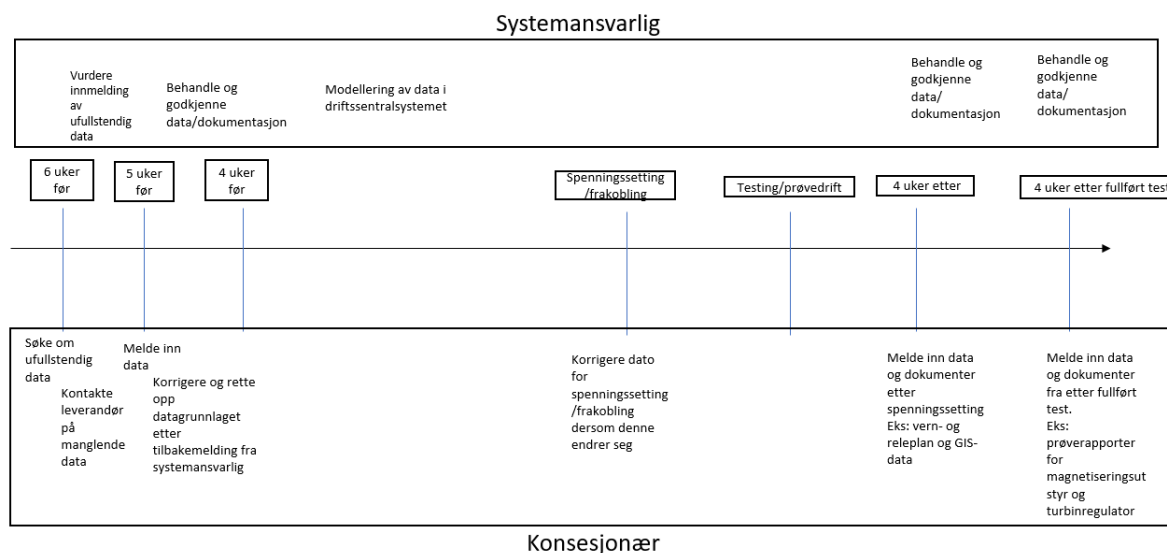 Systemansvarlig
Vurdere
innmelding
av
ufullstendig
data
Behandle og
godkjenne
data/dokumentasjon
Modellering av data i
driftssentralsystemet
Behandle og
godkjenne
data/
dokumentasjon
Behandle og
godkjenne
data/
dokumentasjon
6 uker
før
5 uker
før
4 uker
før
Spenningssetting
/frakobling
Testing/prøvedrift
4 uker etter
4 uker etter fullført test
Søke om
ufullstendig
data
Kontakte
leverandør
på
manglende
data
Melde inn
data
Korrigere og rette
opp
datagrunnlaget
etter
tilbakemelding fra
systemansvarlig
Korrigere dato
for
spenningssetting
/frakobling
dersom denne
endrer seg
Melde inn data
og dokumenter
etter
spenningssetting
Eks: vern- og
releplan og GIS-
data
Melde inn data
og dokumenter
fra etter fullført
test.
Eks:
prøverapporter
for
magnetiseringsut
styr og
turbinregulator
Konsesjonær